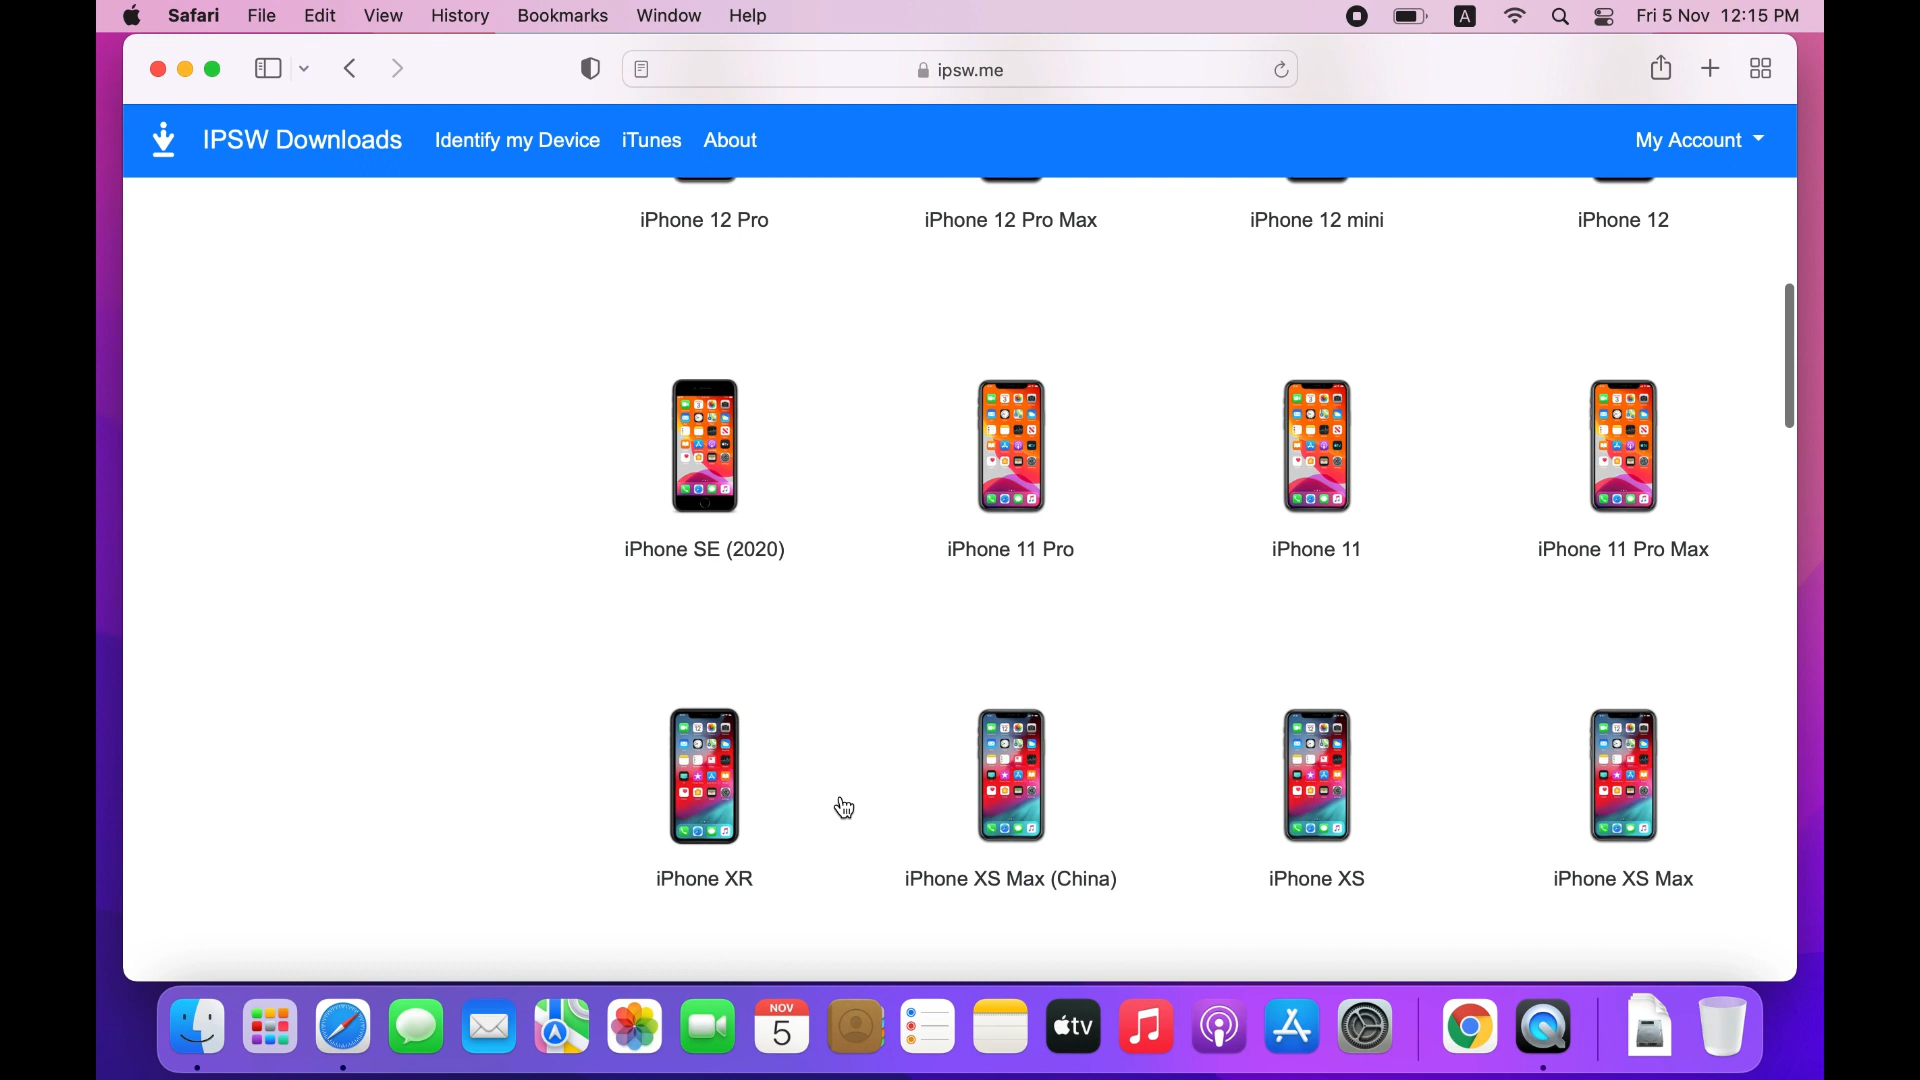 Safari File Edit View History Bookmarks Window Help A Fri 5 Nov 12:15 PM
ipsw.me
IPSW Downloads Identify my Device iTunes About My Account
iPhone 12 Pro iPhone 12 Pro Max iPhone 12 mini iPhone 12
iPhone SE (2020) iPhone 11 Pro iPhone 11 iPhone 11 Pro Max
iPhone XR iPhone XS Max (China) iPhone XS iPhone XS Max
NOV
5
tv